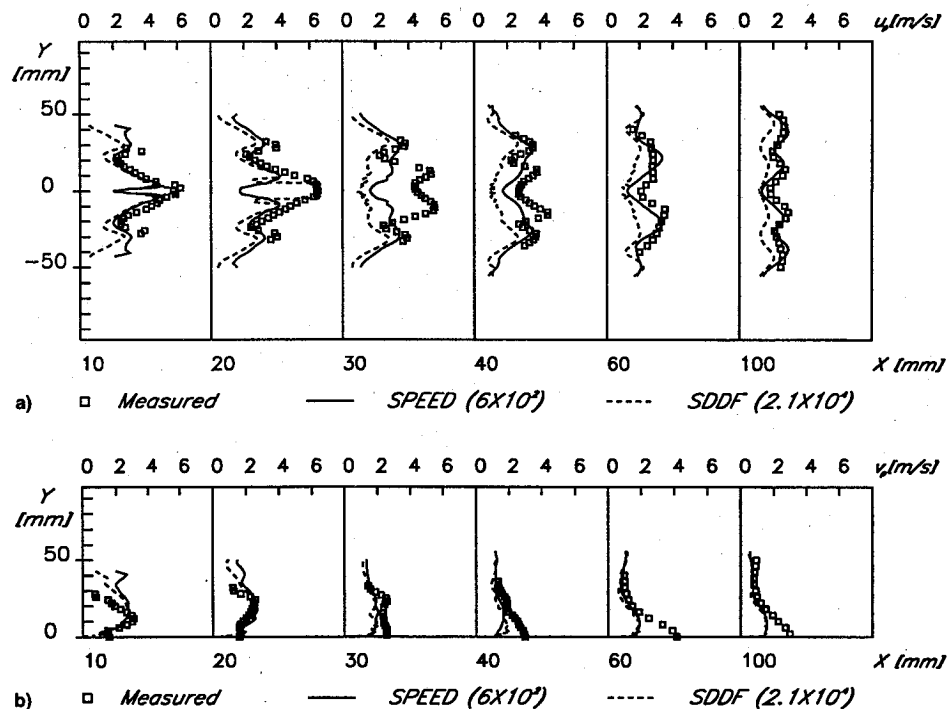 0 2 4 6 0 2 4 6 0 2 4 6 0 2 4 6 0 2 4 6 0 2 4 6 u,[m/s]
Y
[mm]
50
0
-50
10 20 30 40 60 100 X [mm]
a) Measured SPEED (6X10³) SDDF (2.1X10⁴)
0 2 4 6 0 2 4 6 0 2 4 6 0 2 4 6 0 2 4 6 0 2 4 6 v,[m/s]
Y
[mm]
50
0
10 20 30 40 60 100 X [mm]
b) Measured SPEED (6X10³) SDDF (2.1X10⁴)